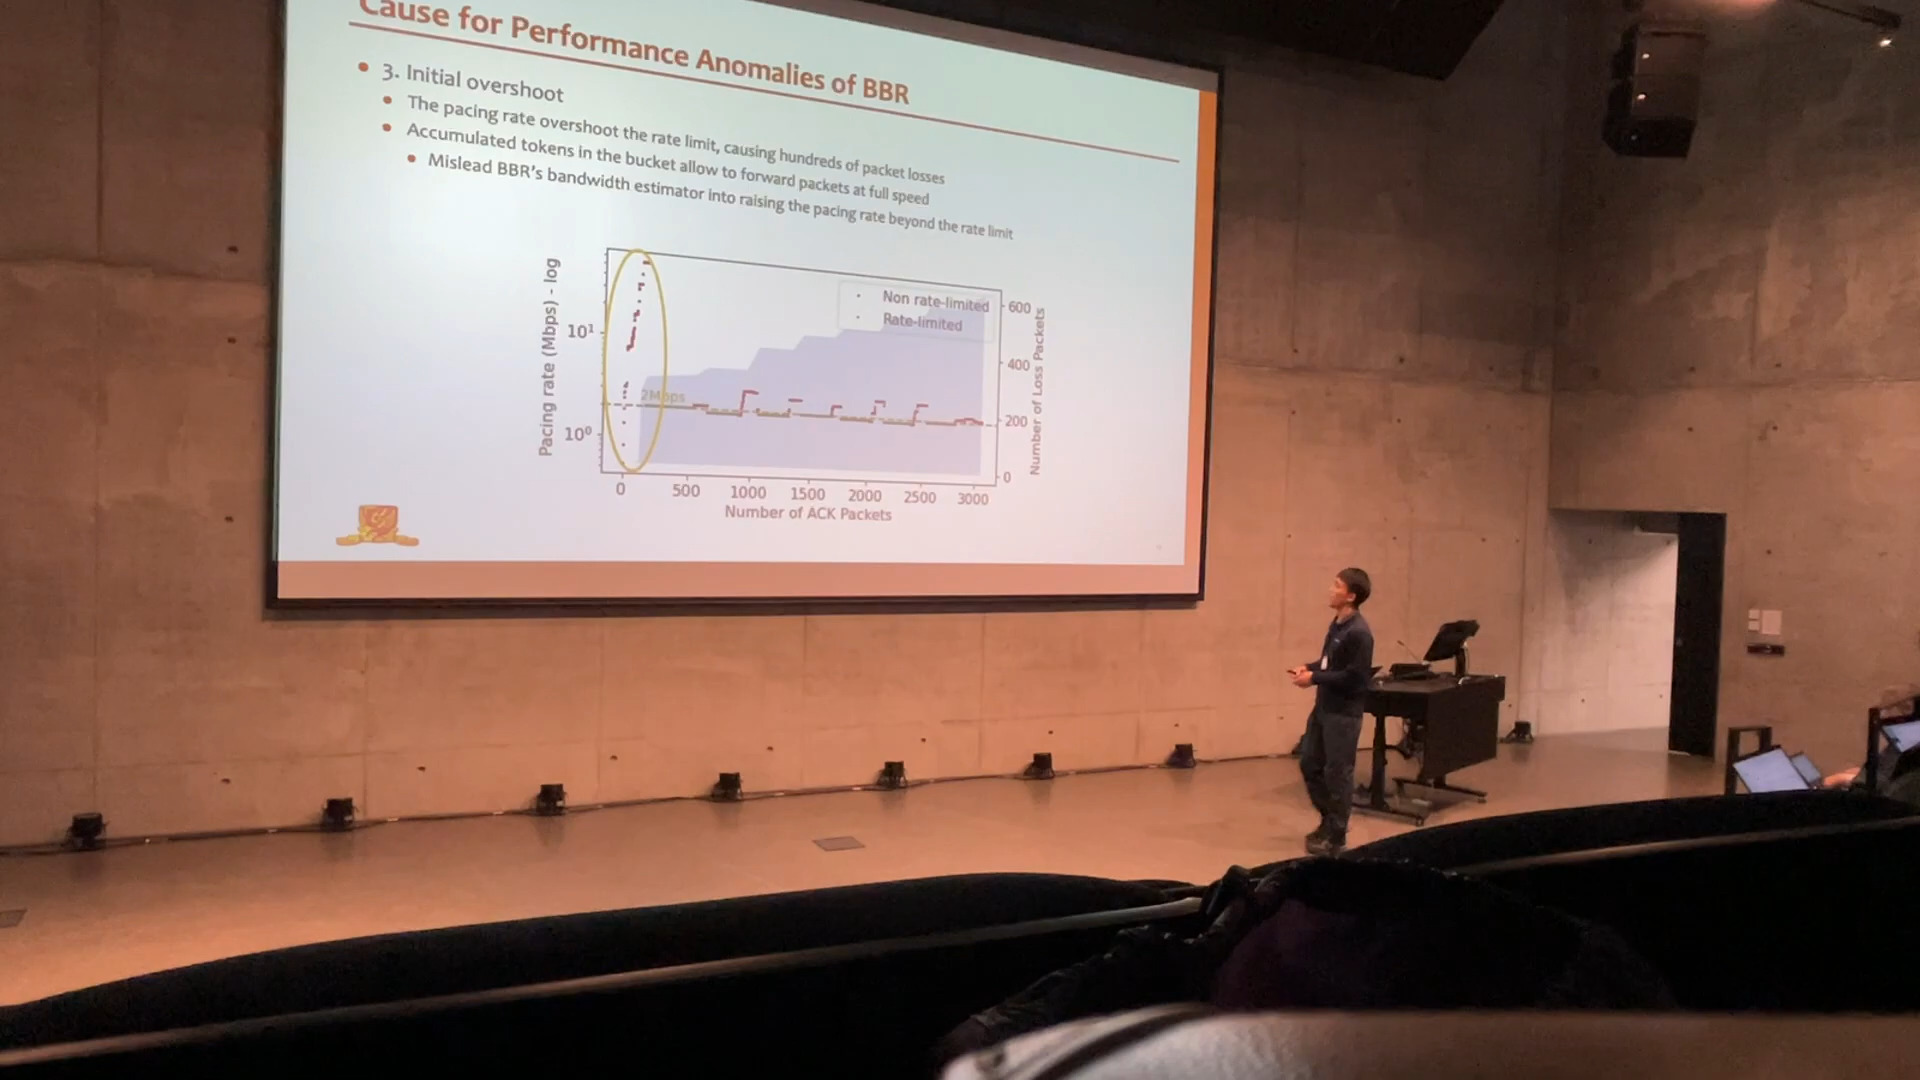 Cause for Performance Anomalies of BBR
3. Initial overshoot
The pacing rate overshoot the rate limit, causing hundreds of packet losses
Accumulated tokens in the bucket allow to forward packets at full speed
Mislead BBR's bandwidth estimator into raising the pacing rate beyond the rate limit
Pacing rate (Mbps) - log
10¹
10⁰
2Mbps
Non rate-limited
Rate-limited
600
400
200
0
Number of Loss Packets
0 500 1000 1500 2000 2500 3000
Number of ACK Packets